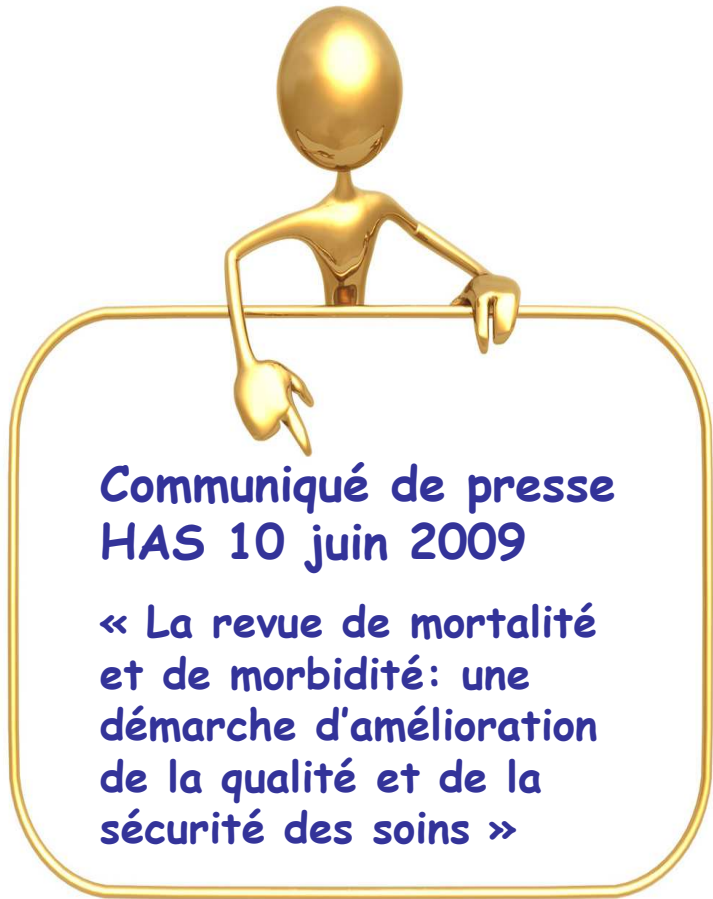 Communiqué de presse
HAS 10 juin 2009
« La revue de mortalité
et de morbidité: une
démarche d'amélioration
de la qualité et de la
sécurité des soins »